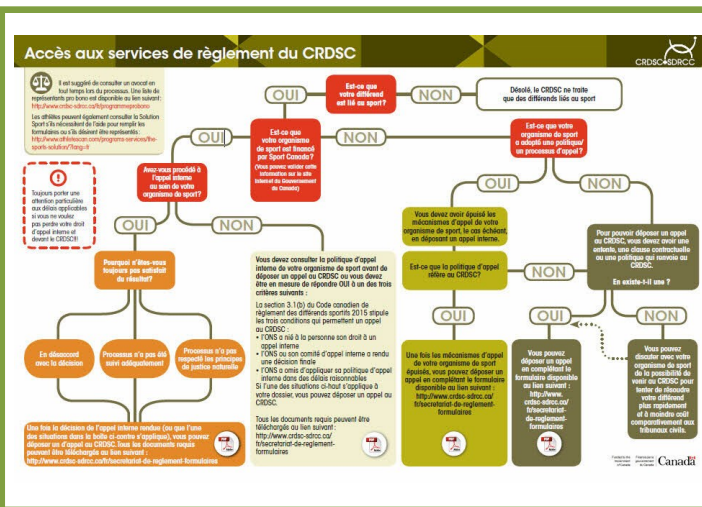 Accès aux services de règlement du CRDSC
CRDSC SDRCC
Il est suggéré de consulter un avocat en
tout temps lors du processus. Une liste de
représentants pro bono est disponible au lien suivant :
http://www.crdsc-sdrcc.ca/fr/programmeprobono
Les athlètes peuvent également consulter la Solution
Sport s'ils nécessitent de l'aide pour remplir les
formulaires ou s'ils désirent être représentés :
http://www.athletescan.com/programs-services/the-
sports-solution/?lang=fr
Toujours porter une
attention particulière
aux délais applicables
si vous ne voulez
pas perdre votre droit
d'appel interne et
devant le CRDSC!!!
Est-ce que
votre différend
est lié au sport?
OUI
NON
Désolé, le CRDSC ne traite
que des différends liés au sport
Est-ce que
votre organisme
de sport est financé
par Sport Canada?
(Vous pouvez valider cette
information sur le site
internet du Gouvernement
du Canada)
OUI
NON
Avez-vous procédé à
l'appel interne
au sein de votre
organisme de sport?
OUI
NON
Est-ce que votre
organisme de sport
a adopté une politique/
un processus d'appel?
OUI
NON
Pourquoi n'êtes-vous
toujours pas satisfait
du résultat?
En désaccord
avec la décision
Processus n'a pas été
suivi adéquatement
Processus n'a pas
respecté les principes
de justice naturelle
Une fois la décision de l'appel interne rendue (ou que l'une
des situations dans la boîte ci-contre s'applique), vous pouvez
déposer un appel au CRDSC. Tous les documents requis
peuvent être téléchargés au lien suivant :
http://www.crdsc-sdrcc.ca/fr/secretariat-de-reglement-formulaires
Vous devez consulter la politique d'appel
interne de votre organisme de sport avant de
déposer un appel au CRDSC ou vous devez
être en mesure de répondre OUI à un des trois
critères suivants :
La section 3.1(b) du Code canadien de
règlement des différends sportifs 2015 stipule
les trois conditions qui permettent un appel
au CRDSC :
• l'ONS a nié à la personne son droit à un
appel interne
• l'ONS ou son comité d'appel interne a rendu
une décision finale
• l'ONS a omis d'appliquer sa politique d'appel
interne dans des délais raisonnables
Si l'une des situations ci-haut s'applique à
votre dossier, vous pouvez déposer un appel au
CRDSC.
Tous les documents requis peuvent être
téléchargés au lien suivant :
http://www.crdsc-sdrcc.ca/
fr/secretariat-de-reglement-
formulaires
Vous devez avoir épuisé les
mécanismes d'appel de votre
organisme de sport, le cas échéant,
en déposant un appel interne.
Est-ce que la politique d'appel
réfère au CRDSC?
OUI
NON
Une fois les mécanismes d'appel
de votre organisme de sport
épuisés, vous pouvez déposer un
appel en complétant le formulaire
disponible au lien suivant :
http://www.crdsc-sdrcc.ca/
fr/secretariat-de-reglement-
formulaires
Pour pouvoir déposer un appel
au CRDSC, vous devez avoir une
entente, une clause contractuelle
ou une politique qui renvoie au
CRDSC.
En existe-t-il une ?
OUI
NON
Vous pouvez
déposer un appel
en complétant le
formulaire disponible
au lien suivant :
http://www.
crdsc-sdrcc.ca/
fr/secretariat-
de-reglement-
formulaires
Vous pouvez
discuter avec votre
organisme de sport
de la possibilité de
venir au CRDSC pour
tenter de résoudre
votre différend
plus rapidement
et à moindre coût
comparativement aux
tribunaux civils.
Canada